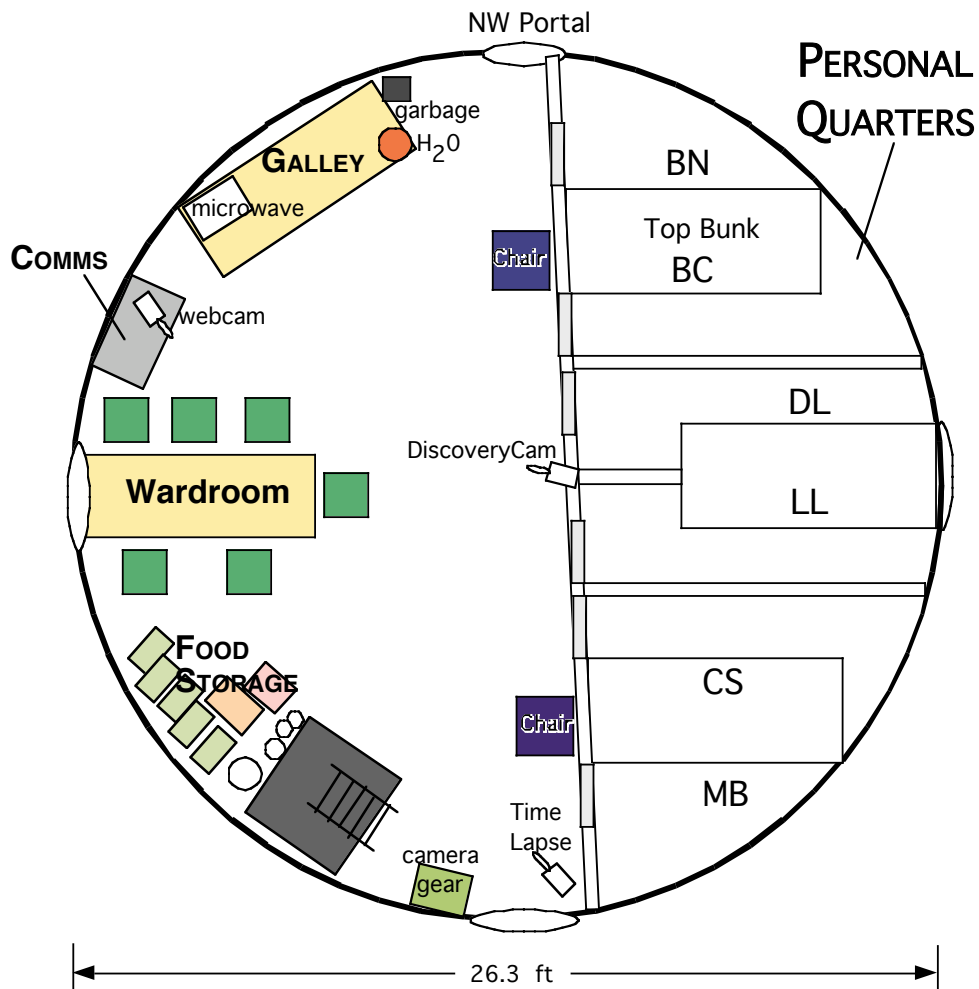 NW Portal
PERSONAL
QUARTERS
garbage
H₂0
GALLEY
BN
microwave
Top Bunk
Chair
BC
COMMS
webcam
DL
DiscoveryCam
Wardroom
LL
FOOD
STORAGE
CS
Chair
MB
Time
Lapse
camera
gear
26.3 ft